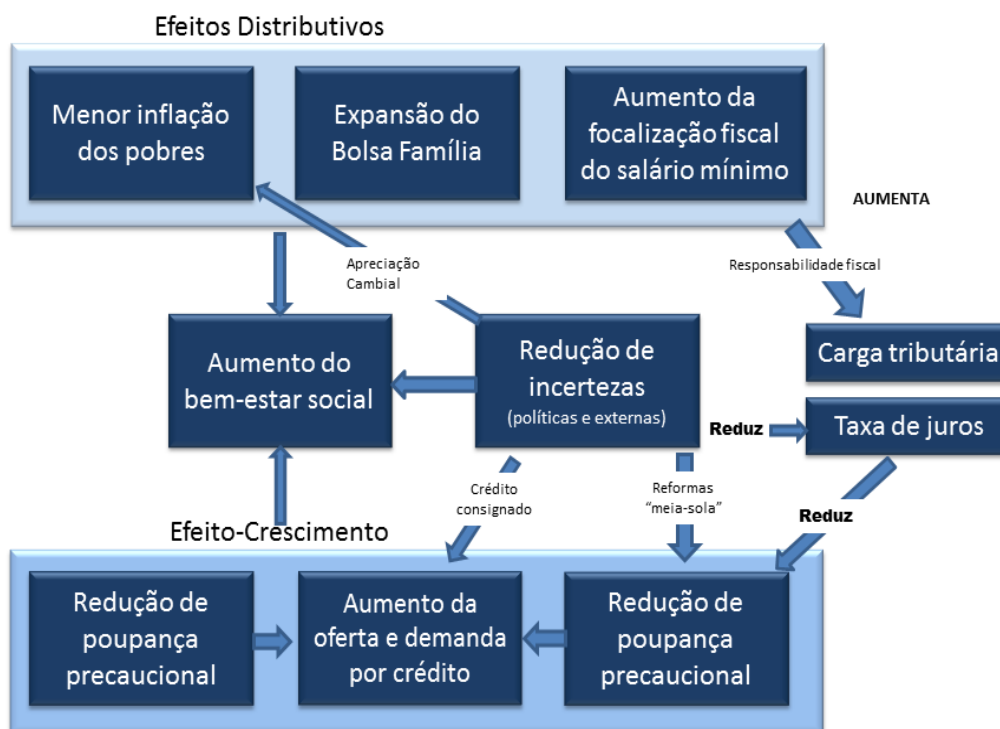 Efeitos Distributivos
Menor inflação
dos pobres
Expansão do
Bolsa Família
Aumento da
focalização fiscal
do salário mínimo
AUMENTA
Apreciação
Cambial
Responsabilidade fiscal
Aumento do
bem-estar social
Redução de
incertezas
(políticas e externas)
Carga tributária
Reduz
Taxa de juros
Crédito
consignado
Reformas
“meia-sola”
Reduz
Efeito-Crescimento
Redução de
poupança
precaucional
Aumento da
oferta e demanda
por crédito
Redução de
poupança
precaucional